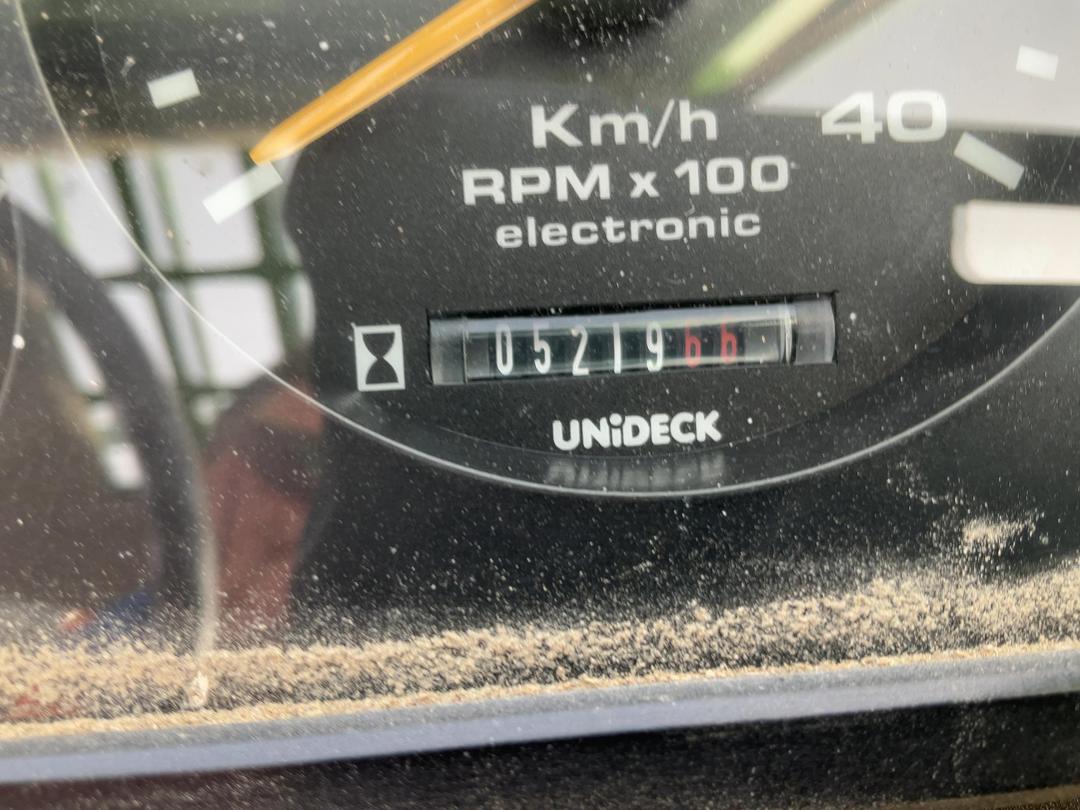 Km/h
40
RPM x 100
electronic
0521966
UNiDECK